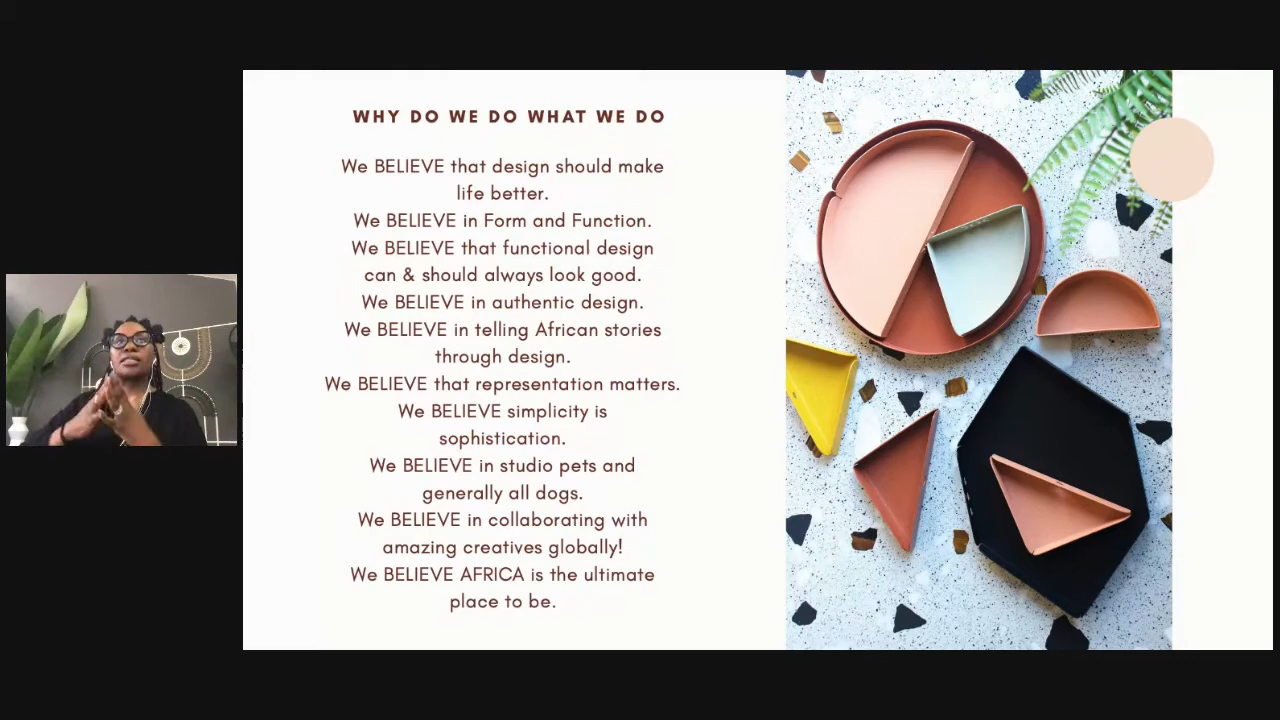 WHY DO WE DO WHAT WE DO
We BELIEVE that design should make
life better.
We BELIEVE in Form and Function.
We BELIEVE that functional design
can & should always look good.
We BELIEVE in authentic design.
We BELIEVE in telling African stories
through design.
We BELIEVE that representation matters.
We BELIEVE simplicity is
sophistication.
We BELIEVE in studio pets and
generally all dogs.
We BELIEVE in collaborating with
amazing creatives globally!
We BELIEVE AFRICA is the ultimate
place to be.